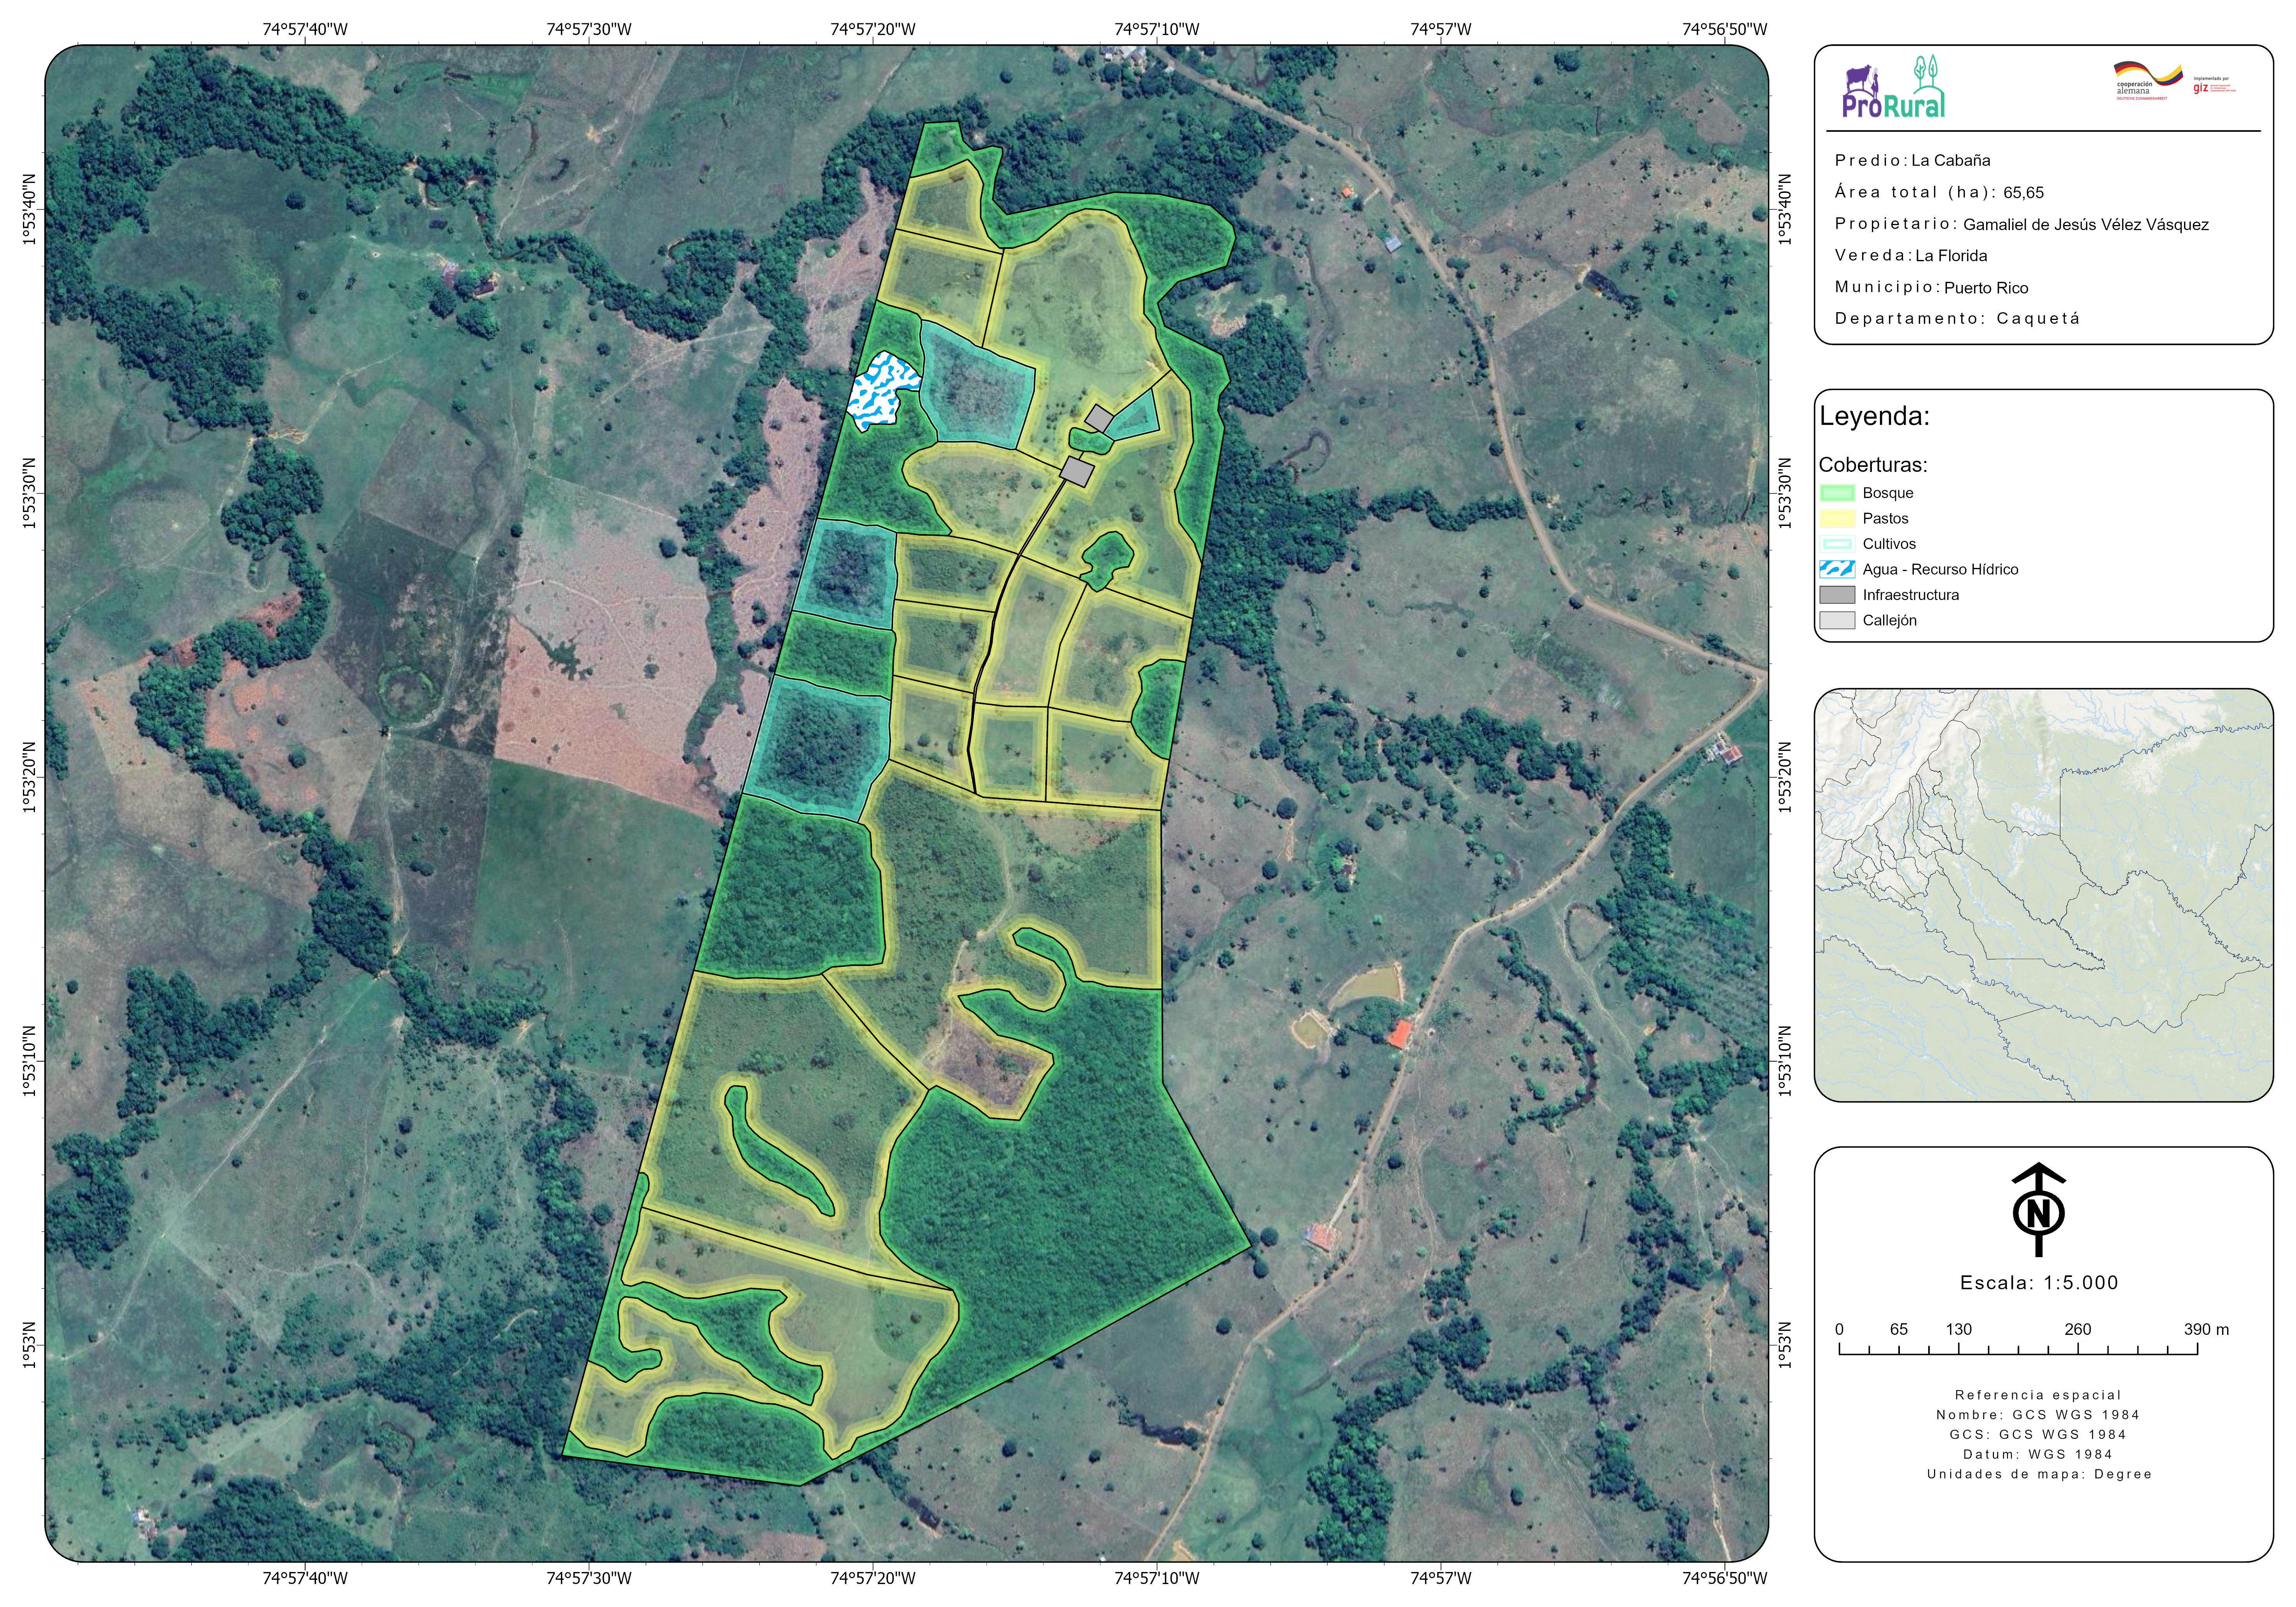 74°57'40"W 74°57'30"W 74°57'20"W 74°57'10"W 74°57'W 74°56'50"W
1°53'40"N 1°53'40"N
1°53'30"N 1°53'30"N
1°53'20"N 1°53'20"N
1°53'10"N 1°53'10"N
1°53'N 1°53'N
74°57'40"W 74°57'30"W 74°57'20"W 74°57'10"W 74°57'W 74°56'50"W
ProRural
cooperación
alemana
DEUTSCHE ZUSAMMENARBEIT
Implementado por
giz
Predio: La Cabaña
Área total (ha): 65,65
Propietario: Gamaliel de Jesús Vélez Vásquez
Vereda: La Florida
Municipio: Puerto Rico
Departamento: Caquetá
Leyenda:
Coberturas:
Bosque
Pastos
Cultivos
Agua - Recurso Hídrico
Infraestructura
Callejón
N
Escala: 1:5.000
0 65 130 260 390 m
Referencia espacial
Nombre: GCS WGS 1984
GCS: GCS WGS 1984
Datum: WGS 1984
Unidades de mapa: Degree